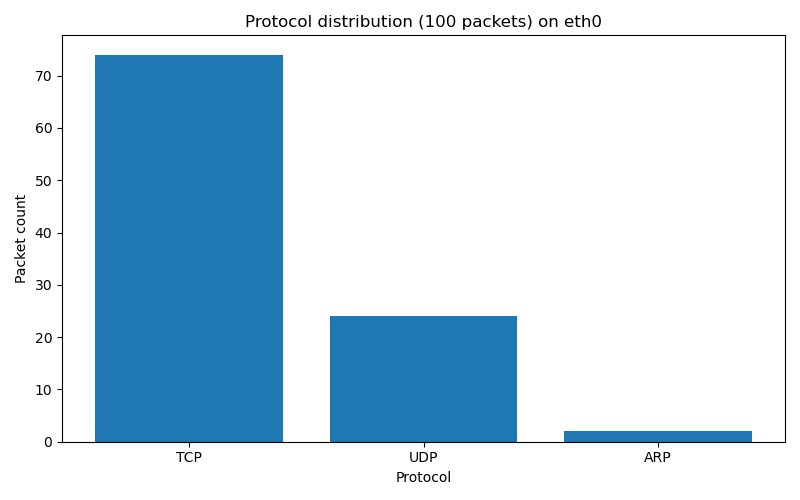 Protocol distribution (100 packets) on eth0
Packet count
70
60
50
40
30
20
10
0
TCP UDP ARP
Protocol